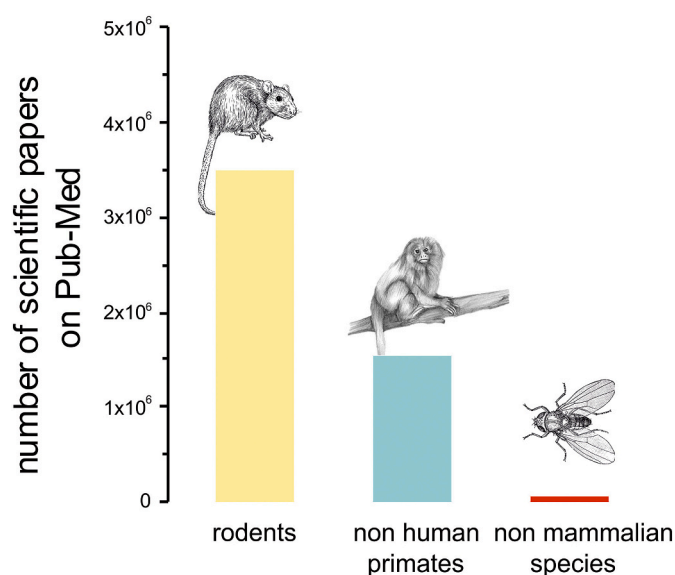 number of scientific papers
on Pub-Med
5x10⁶
4x10⁶
3x10⁶
2x10⁶
1x10⁶
0
rodents
non human
primates
non mammalian
species